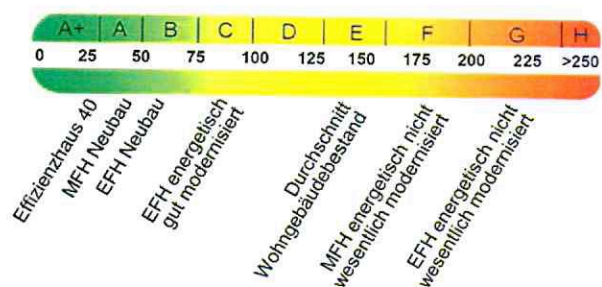 A+ A B C D E F G H
0 25 50 75 100 125 150 175 200 225 >250
Effizienzhaus 40
MFH Neubau
EFH Neubau
EFH energetisch
gut modernisiert
Durchschnitt
Wohngebäudebestand
MFH energetisch nicht
wesentlich modernisiert
EFH energetisch nicht
wesentlich modernisiert